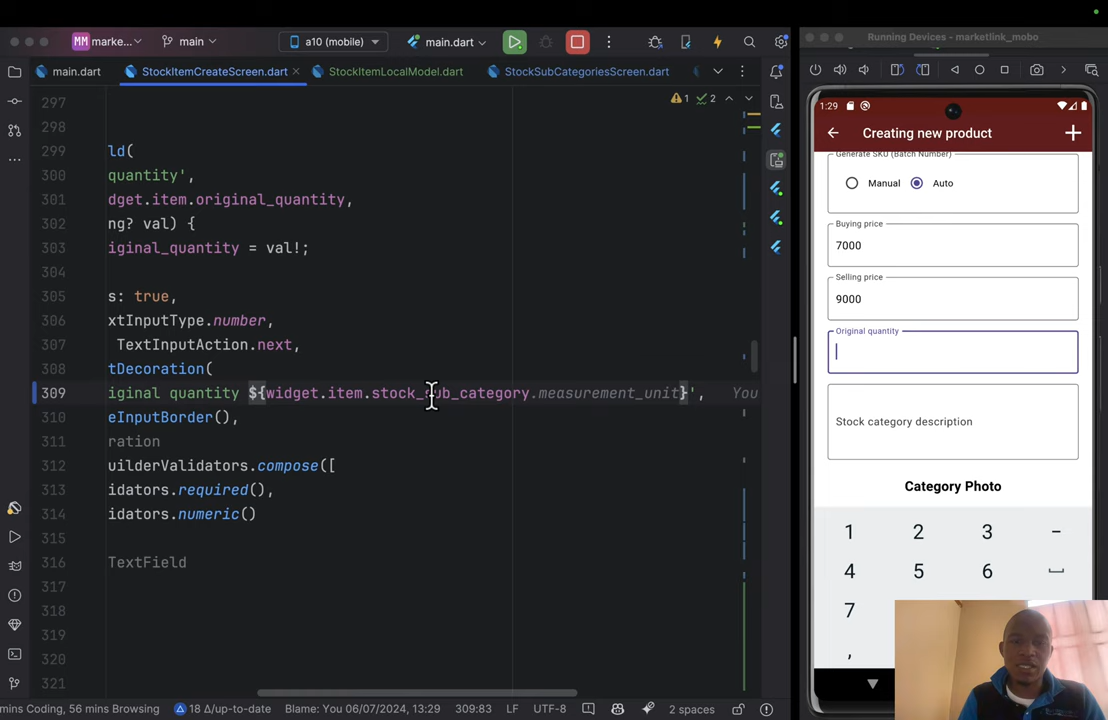 MM marke... main a10 (mobile) main.dart
main.dart StockItemCreateScreen.dart StockItemLocalModel.dart StockSubCategoriesScreen.dart
1 2
297
298
299 ld(
300 quantity',
301 dget.item.original_quantity,
302 ng? val) {
303 iginal_quantity = val!;
304
305 s: true,
306 xtInputType.number,
307 TextInputAction.next,
308 tDecoration(
309 iginal quantity ${widget.item.stock_sub_category.measurement_unit}', You
310 eInputBorder(),
311 ration
312 uilderValidators.compose([
313 idators.required(),
314 idators.numeric()
315
316 TextField
317
318
319
320
321
mins Coding, 56 mins Browsing 18 Δ/up-to-date Blame: You 06/07/2024, 13:29 309:83 LF UTF-8 2 spaces
Running Devices - marketlink_mobo
1:29
Creating new product
Generate SKU (Batch Number)
Manual Auto
Buying price
7000
Selling price
9000
Original quantity
Stock category description
Category Photo
1 2 3 -
4 5 6
7
,